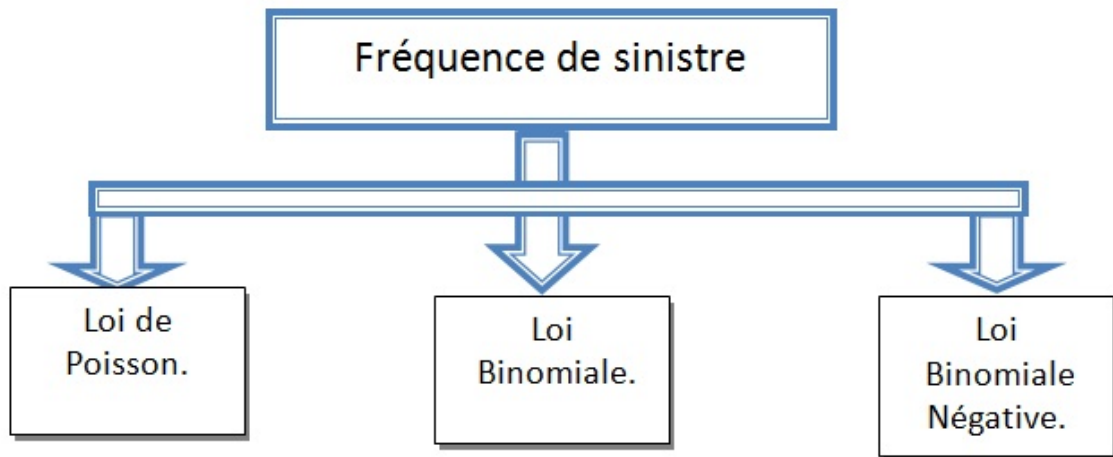 Fréquence de sinistre
Loi de
Poisson.
Loi
Binomiale.
Loi
Binomiale
Négative.